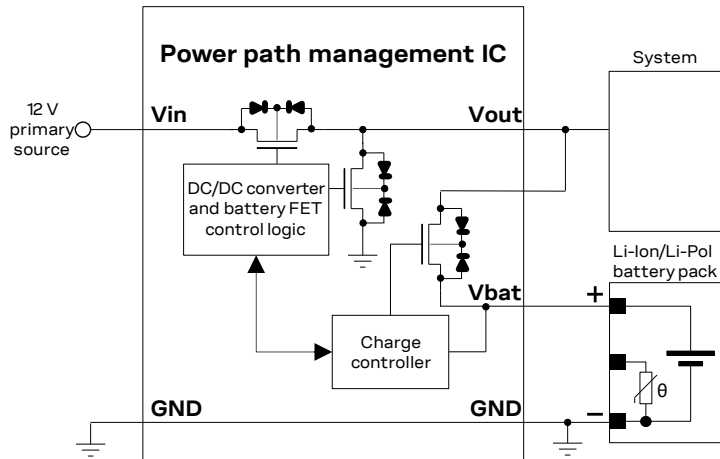 Power path management IC
System
12 V
primary
source
Vin
Vout
DC/DC converter
and battery FET
control logic
Li-Ion/Li-Pol
battery pack
Vbat
+
Charge
controller
θ
GND
GND
−